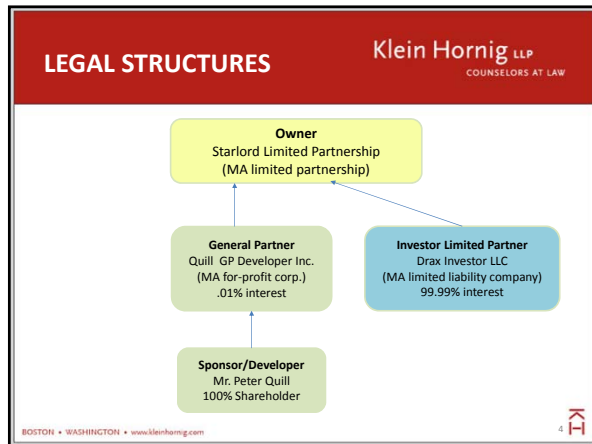 LEGAL STRUCTURES
Klein Hornig LLP
COUNSELORS AT LAW
Owner
Starlord Limited Partnership
(MA limited partnership)
General Partner
Quill GP Developer Inc.
(MA for-profit corp.)
.01% interest
Investor Limited Partner
Drax Investor LLC
(MA limited liability company)
99.99% interest
Sponsor/Developer
Mr. Peter Quill
100% Shareholder
BOSTON • WASHINGTON • www.kleinhornig.com
4
KH